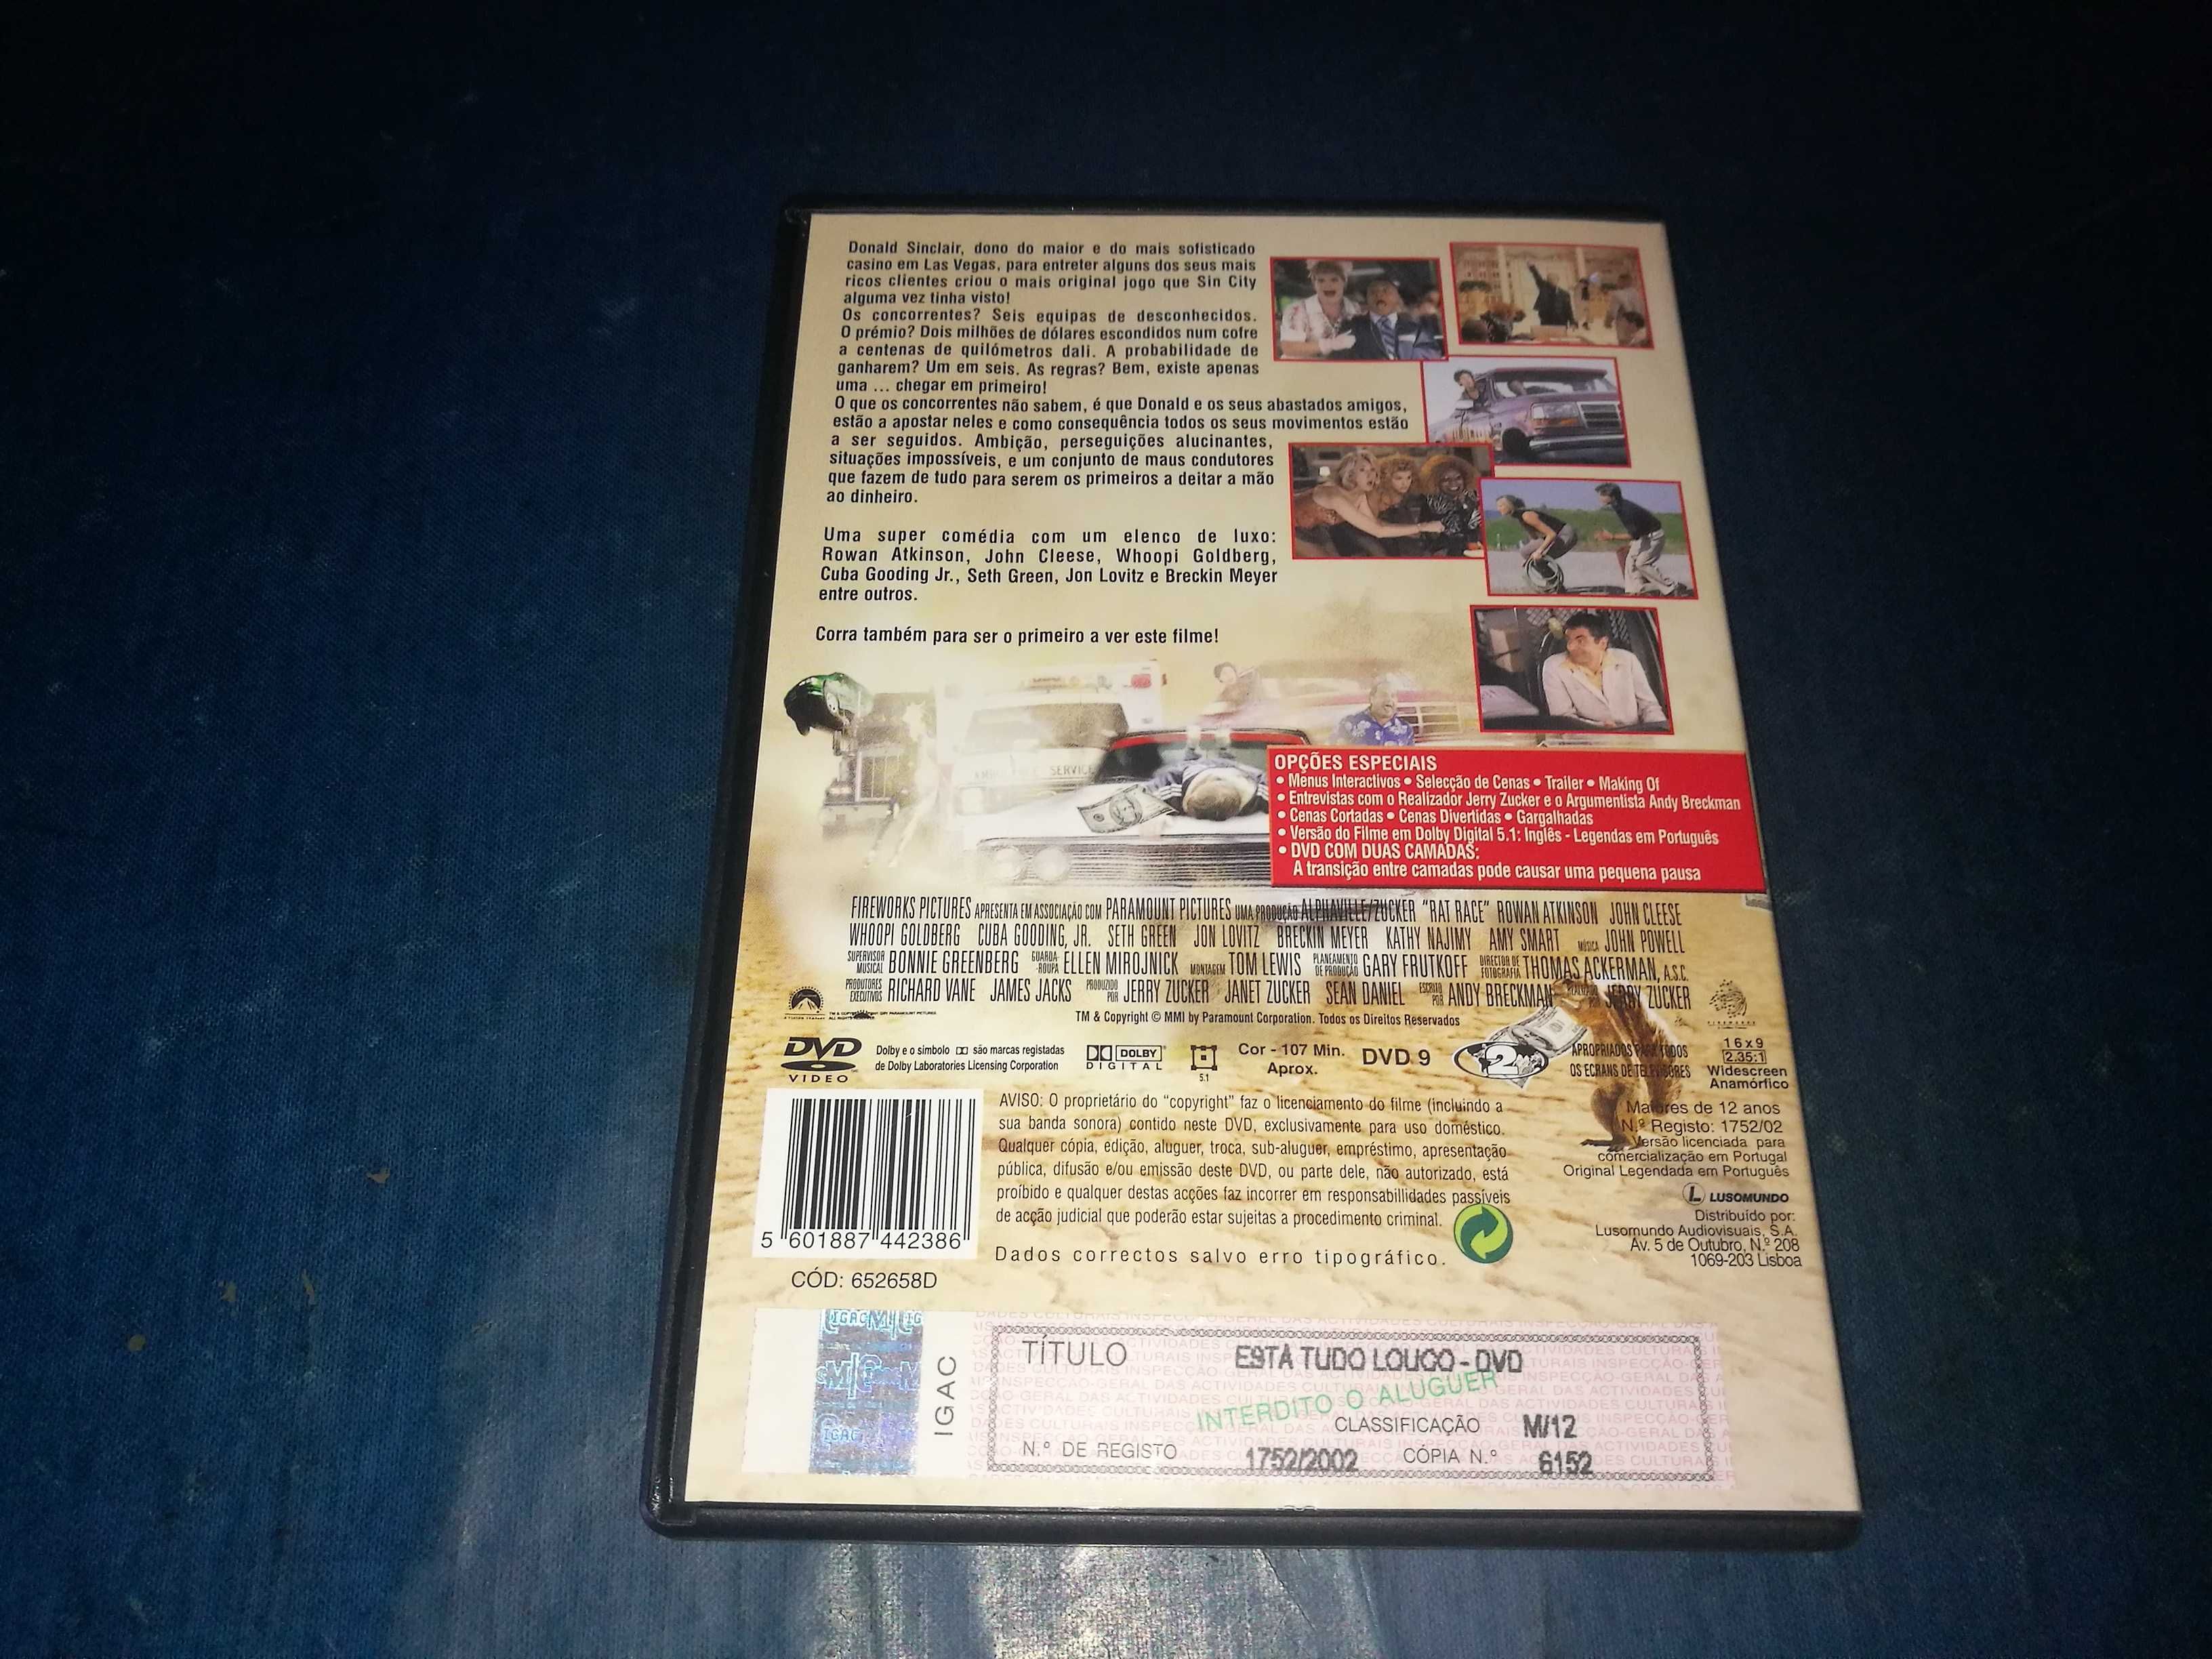 Donald Sinclair, dono do maior e do mais sofisticado
casino em Las Vegas, para entreter alguns dos seus mais
ricos clientes criou o mais original jogo que Sin City
alguma vez tinha visto!
Os concorrentes? Seis equipas de desconhecidos.
O prémio? Dois milhões de dólares escondidos num cofre
a centenas de quilómetros dali. A probabilidade de
ganharem? Um em seis. As regras? Bem, existe apenas
uma ... chegar em primeiro!
O que os concorrentes não sabem, é que Donald e os seus abastados amigos,
estão a apostar neles e como consequência todos os seus movimentos estão
a ser seguidos. Ambição, perseguições alucinantes,
situações impossíveis, e um conjunto de maus condutores
que fazem de tudo para serem os primeiros a deitar a mão
ao dinheiro.
Uma super comédia com um elenco de luxo:
Rowan Atkinson, John Cleese, Whoopi Goldberg,
Cuba Gooding Jr., Seth Green, Jon Lovitz e Breckin Meyer
entre outros.
Corra também para ser o primeiro a ver este filme!
SERVICE
OPÇÕES ESPECIAIS
• Menus Interactivos • Selecção de Cenas • Trailer • Making Of
• Entrevistas com o Realizador Jerry Zucker e o Argumentista Andy Breckman
• Cenas Cortadas • Cenas Divertidas • Gargalhadas
• Versão do Filme em Dolby Digital 5.1: Inglês - Legendas em Português
• DVD COM DUAS CAMADAS:
A transição entre camadas pode causar uma pequena pausa
FIREWORKS PICTURES APRESENTA EM ASSOCIAÇÃO COM PARAMOUNT PICTURES UMA PRODUÇÃO ALPHAVILLE/ZUCKER "RAT RACE" ROWAN ATKINSON JOHN CLEESE
WHOOPI GOLDBERG CUBA GOODING, JR. SETH GREEN JON LOVITZ BRECKIN MEYER KATHY NAJIMY AMY SMART MÚSICA JOHN POWELL
SUPERVISOR MUSICAL BONNIE GREENBERG GUARDA-ROUPA ELLEN MIROJNICK MONTAGEM TOM LEWIS PLANEAMENTO DE PRODUÇÃO GARY FRUTKOFF DIRECTOR DE FOTOGRAFIA THOMAS ACKERMAN, A.S.C.
PRODUTORES EXECUTIVOS RICHARD VANE JAMES JACKS PRODUZIDO POR JERRY ZUCKER JANET ZUCKER SEAN DANIEL ESCRITO POR ANDY BRECKMAN JERRY ZUCKER
TM & Copyright © MMI by Paramount Corporation. Todos os Direitos Reservados
DVD
VIDEO
Dolby e o simbolo são marcas registadas
de Dolby Laboratories Licensing Corporation
DOLBY
DIGITAL
5.1
Cor - 107 Min.
Aprox.
DVD 9
2
APROPRIADOS PARA TODOS
OS ECRANS DE TELEVISORES
16x9
2.35:1
Widescreen
Anamórfico
AVISO: O proprietário do "copyright" faz o licenciamento do filme (incluindo a
sua banda sonora) contido neste DVD, exclusivamente para uso doméstico.
Qualquer cópia, edição, aluguer, troca, sub-aluguer, empréstimo, apresentação
pública, difusão e/ou emissão deste DVD, ou parte dele, não autorizado, está
proíbido e qualquer destas acções faz incorrer em responsabillidades passíveis
de acção judicial que poderão estar sujeitas a procedimento criminal.
Dados correctos salvo erro tipográfico.
Maiores de 12 anos
N.º Registo: 1752/02
Versão licenciada para
comercialização em Portugal
Original Legendada em Português
L LUSOMUNDO
Distribuído por:
Lusomundo Audiovisuais, S.A.
Av. 5 de Outubro, N.º 208
1069-203 Lisboa
5 601887 442386
CÓD: 652658D
IGAC
TÍTULO ESTA TUDO LOUCO - DVD
INTERDITO O ALUGUER
CLASSIFICAÇÃO M/12
N.º DE REGISTO 1752/2002 CÓPIA N.º 6152